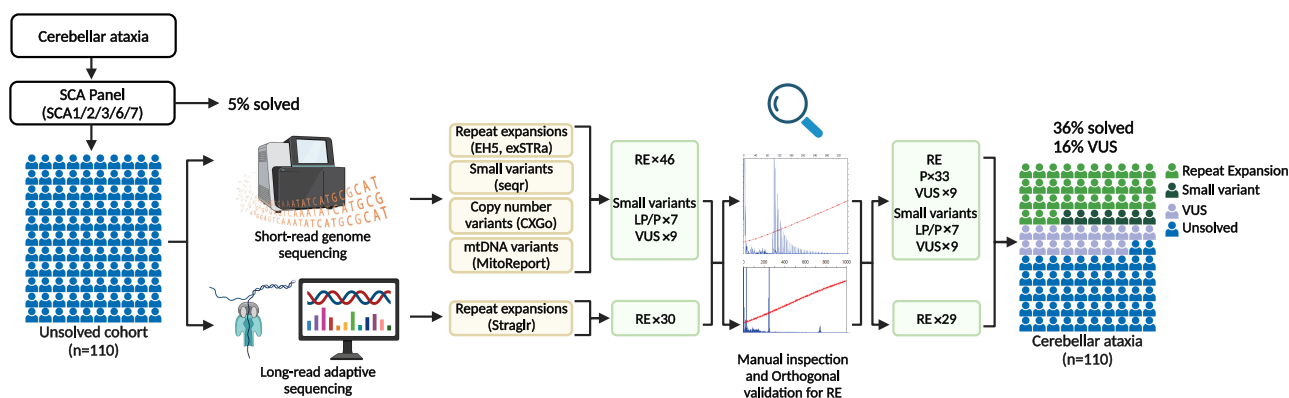 Cerebellar ataxia
SCA Panel
(SCA1/2/3/6/7)
5% solved
Unsolved cohort
(n=110)
Short-read genome
sequencing
Long-read adaptive
sequencing
Repeat expansions
(EH5, exSTRa)
Small variants
(seqr)
Copy number
variants (CXGo)
mtDNA variants
(MitoReport)
Repeat expansions
(Straglr)
RE×46
Small variants
LP/P×7
VUS×9
RE×30
Manual inspection
and Orthogonal
validation for RE
RE
P×33
VUS×9
Small variants
LP/P×7
VUS×9
RE×29
36% solved
16% VUS
Repeat Expansion
Small variant
VUS
Unsolved
Cerebellar ataxia
(n=110)